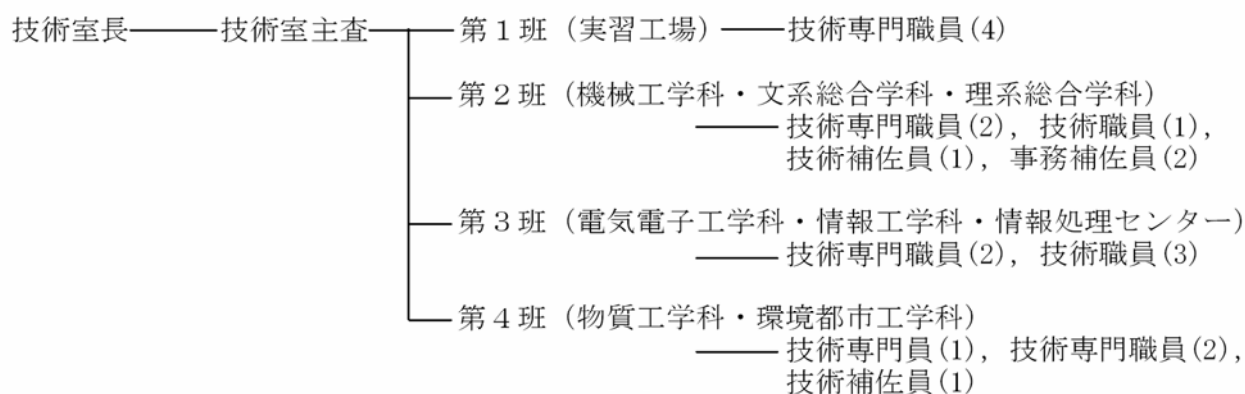 技術室長 技術室主査 第1班（実習工場） 技術専門職員(4)
第2班（機械工学科・文系総合学科・理系総合学科）
技術専門職員(2)，技術職員(1)，
技術補佐員(1)，事務補佐員(2)
第3班（電気電子工学科・情報工学科・情報処理センター）
技術専門職員(2)，技術職員(3)
第4班（物質工学科・環境都市工学科）
技術専門員(1)，技術専門職員(2)，
技術補佐員(1)